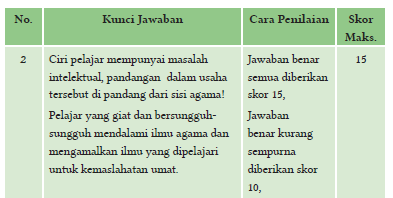 No. Kunci Jawaban Cara Penilaian Skor Maks.
2
Ciri pelajar mempunyai masalah
intelektual, pandangan dalam usaha
tersebut di pandang dari sisi agama!
Pelajar yang giat dan bersungguh-
sungguh mendalami ilmu agama dan
mengamalkan ilmu yang dipelajari
untuk kemaslahatan umat.
Jawaban benar
semua diberikan
skor 15,
Jawaban
benar kurang
sempurna
diberikan skor
10,
15